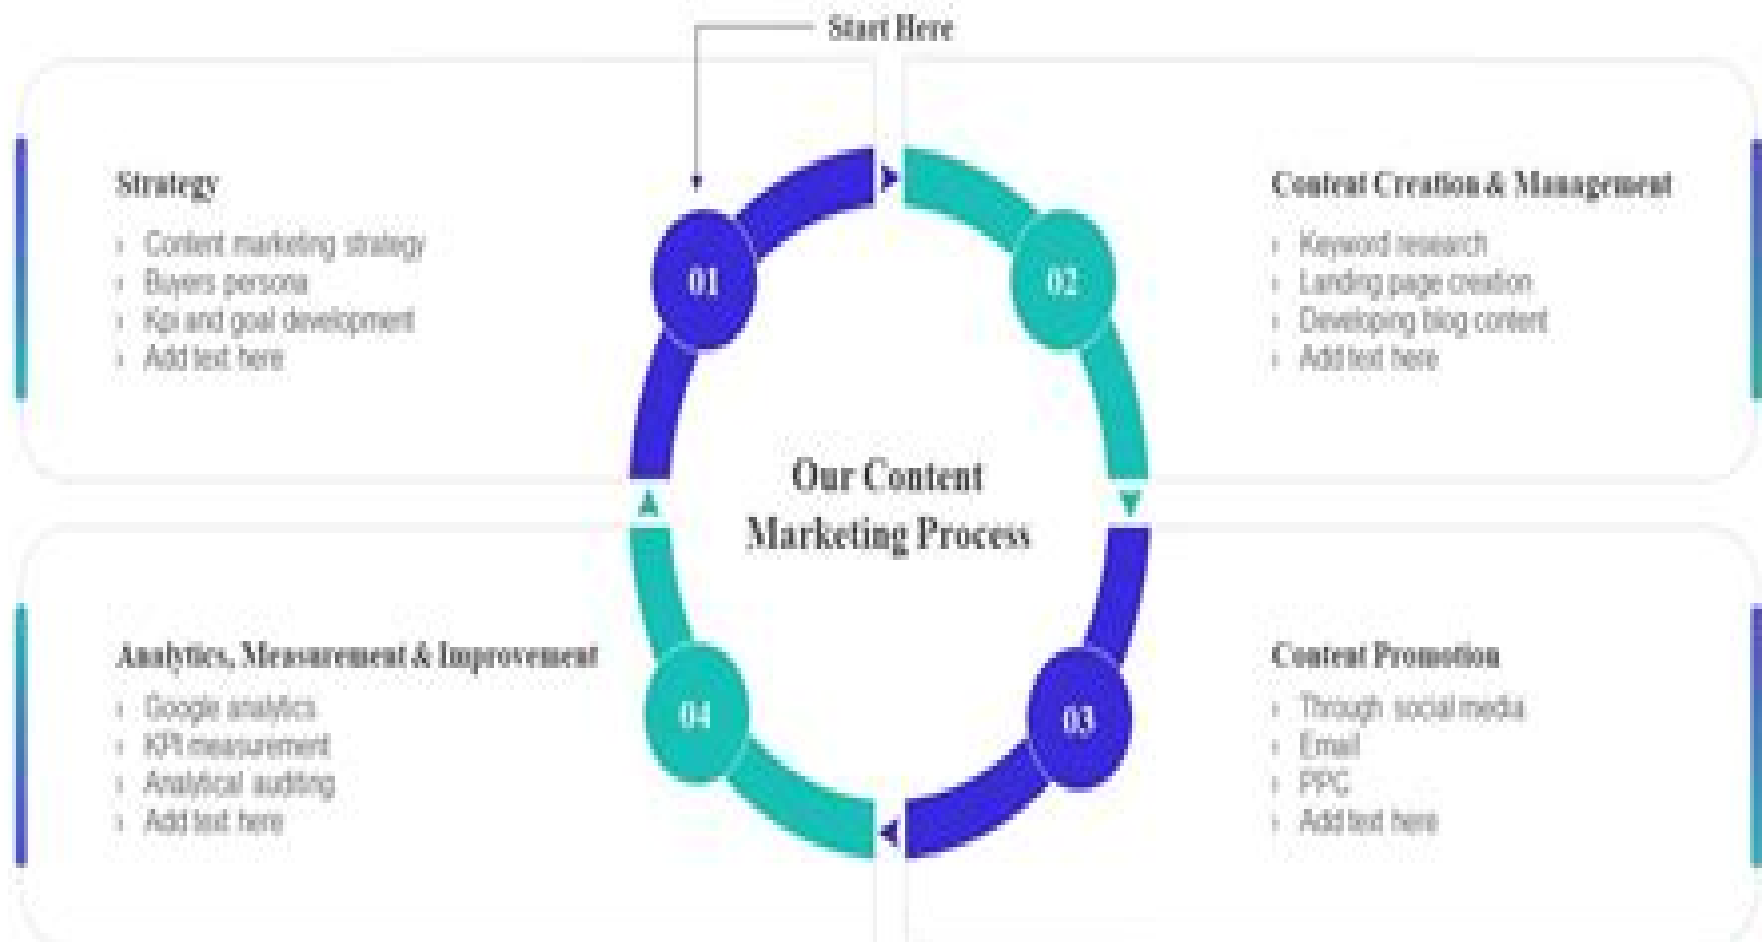 Start Here
Strategy
Content marketing strategy
Buyers persona
Kpi and goal development
Add text here
01
02
Content Creation & Management
Keyword research
Landing page creation
Developing blog content
Add text here
Our Content
Marketing Process
Analytics, Measurement & Improvement
Google analytics
KPI measurement
Analytical auditing
Add text here
04
03
Content Promotion
Through social media
Email
PPC
Add text here